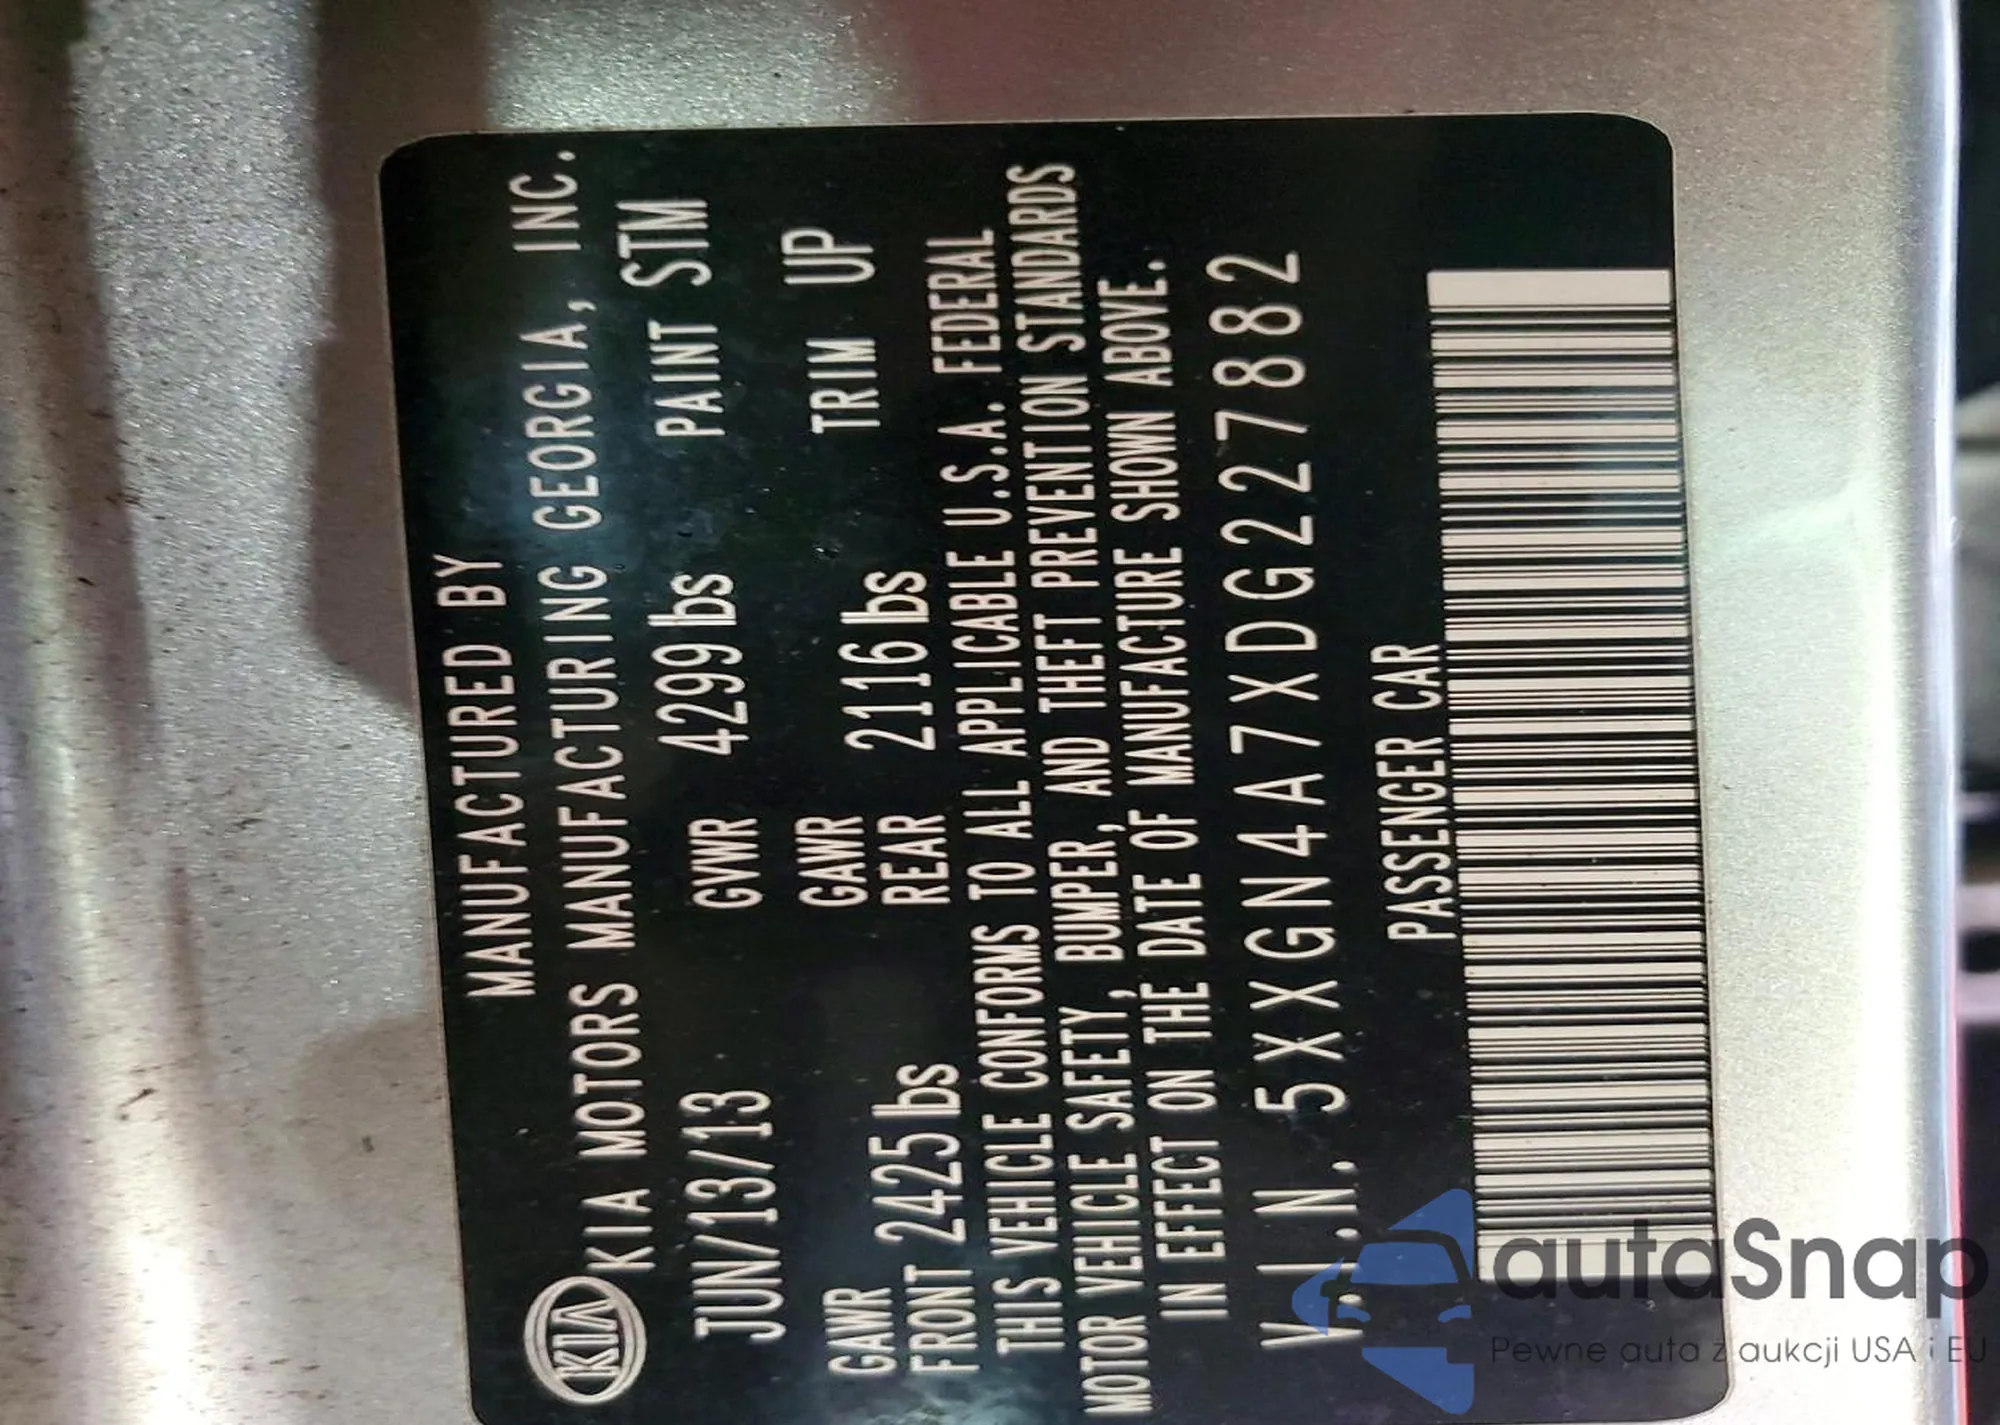 MANUFACTURED BY
KIA KIA MOTORS MANUFACTURING GEORGIA, INC.
JUN/13/13 GVWR 4299 lbs PAINT STM
GAWR FRONT 2425 lbs GAWR REAR 2116 lbs TRIM UP
THIS VEHICLE CONFORMS TO ALL APPLICABLE U.S.A. FEDERAL
MOTOR VEHICLE SAFETY, BUMPER, AND THEFT PREVENTION STANDARDS
IN EFFECT ON THE DATE OF MANUFACTURE SHOWN ABOVE.
V.I.N. 5XXGN4A7XDG227882
PASSENGER CAR
autaSnap
Pewne auta z aukcji USA i EU